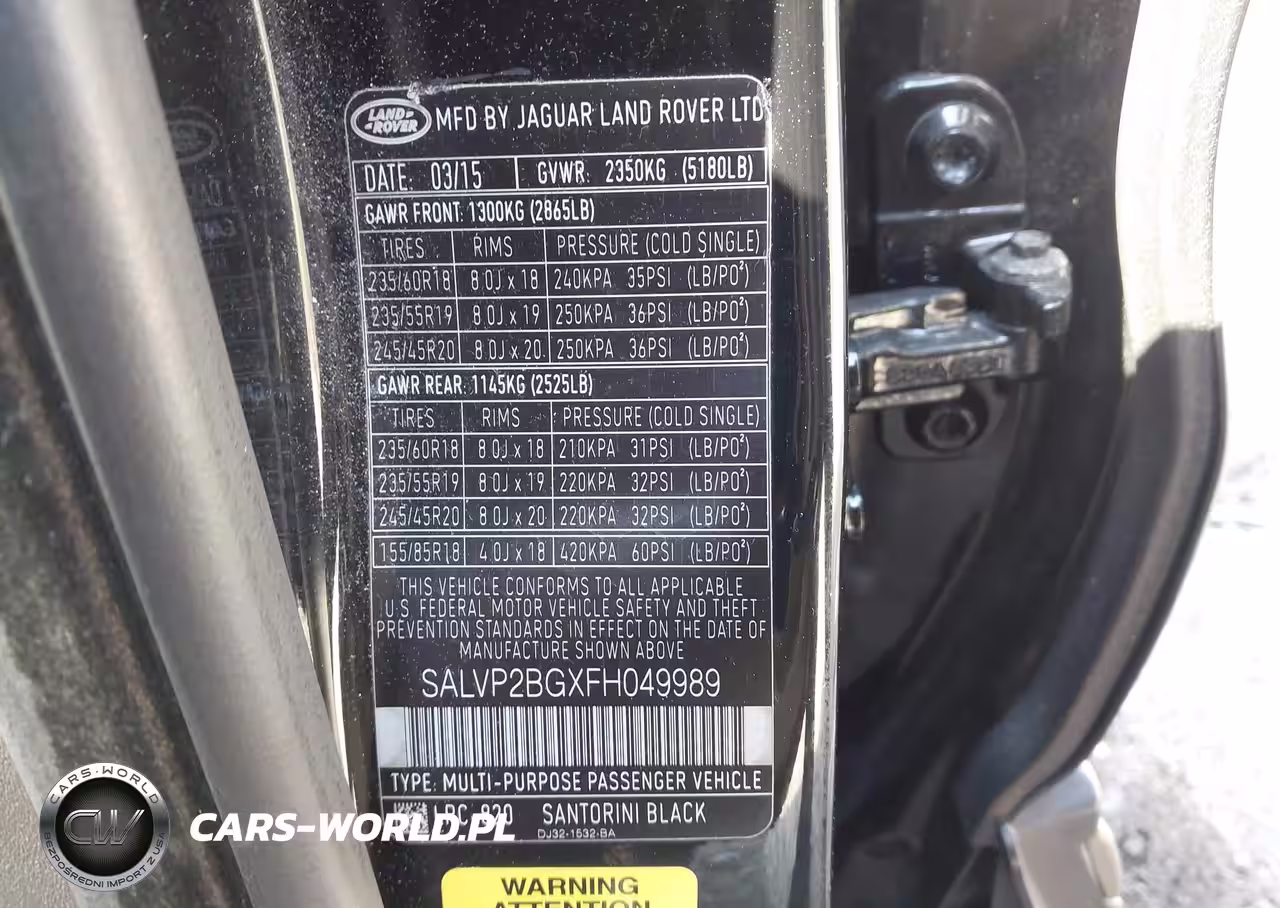 LAND-
-ROVER
MFD BY JAGUAR LAND ROVER LTD
DATE: 03/15 GVWR: 2350KG (5180LB)
GAWR FRONT: 1300KG (2865LB)
TIRES RIMS PRESSURE (COLD SINGLE)
235/60R18 8.0J x 18 240KPA 35PSI (LB/PO²)
235/55R19 8.0J x 19 250KPA 36PSI (LB/PO²)
245/45R20 8.0J x 20 250KPA 36PSI (LB/PO²)
GAWR REAR: 1145KG (2525LB)
TIRES RIMS PRESSURE (COLD SINGLE)
235/60R18 8.0J x 18 210KPA 31PSI (LB/PO²)
235/55R19 8.0J x 19 220KPA 32PSI (LB/PO²)
245/45R20 8.0J x 20 220KPA 32PSI (LB/PO²)
155/85R18 4.0J x 18 420KPA 60PSI (LB/PO²)
THIS VEHICLE CONFORMS TO ALL APPLICABLE
U.S. FEDERAL MOTOR VEHICLE SAFETY AND THEFT
PREVENTION STANDARDS IN EFFECT ON THE DATE OF
MANUFACTURE SHOWN ABOVE
SALVP2BGXFH049989
TYPE: MULTI-PURPOSE PASSENGER VEHICLE
LRC 820 SANTORINI BLACK
DJ32-1532-BA
WARNING
ATTENTION
CARS-WORLD
CW
BEZPOŚREDNI IMPORT Z USA
CARS-WORLD.PL